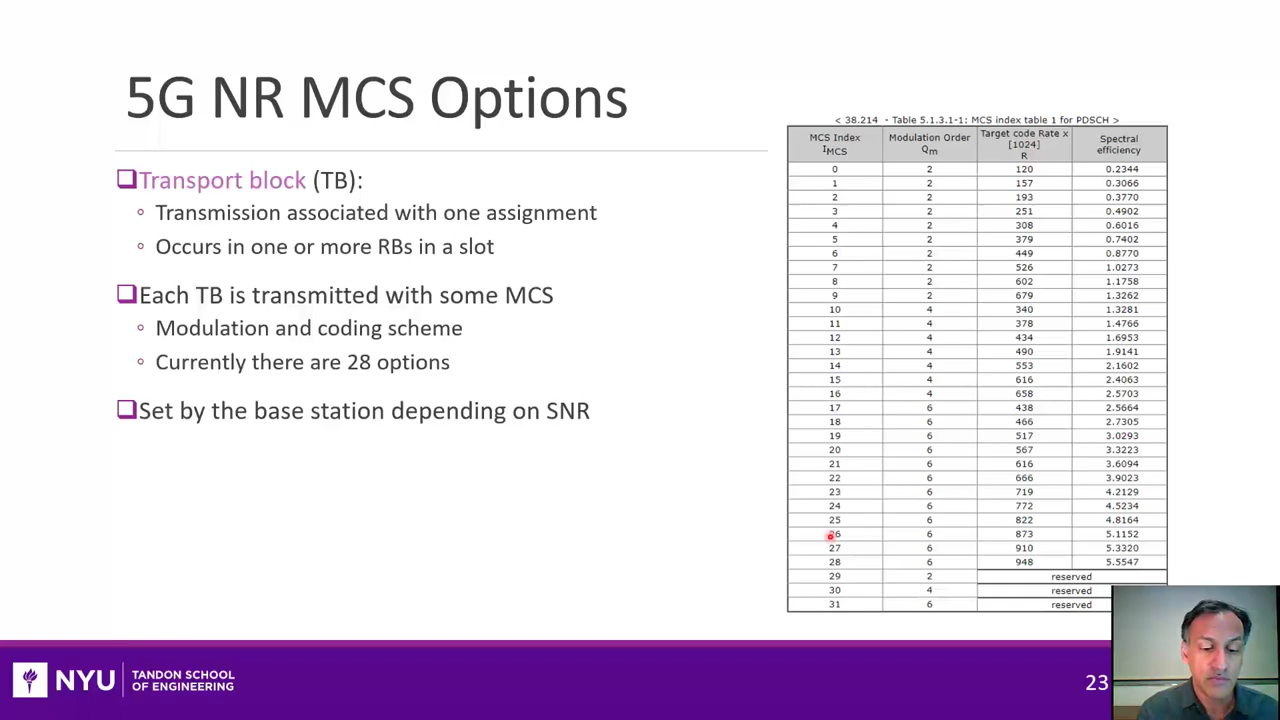 5G NR MCS Options
Transport block (TB):
Transmission associated with one assignment
Occurs in one or more RBs in a slot
Each TB is transmitted with some MCS
Modulation and coding scheme
Currently there are 28 options
Set by the base station depending on SNR
< 38.214 - Table 5.1.3.1-1: MCS index table 1 for PDSCH >
MCS Index I_MCS Modulation Order Q_m Target code Rate x [1024] R Spectral efficiency
0 2 120 0.2344
1 2 157 0.3066
2 2 193 0.3770
3 2 251 0.4902
4 2 308 0.6016
5 2 379 0.7402
6 2 449 0.8770
7 2 526 1.0273
8 2 602 1.1758
9 2 679 1.3262
10 4 340 1.3281
11 4 378 1.4766
12 4 434 1.6953
13 4 490 1.9141
14 4 553 2.1602
15 4 616 2.4063
16 4 658 2.5703
17 6 438 2.5664
18 6 466 2.7305
19 6 517 3.0293
20 6 567 3.3223
21 6 616 3.6094
22 6 666 3.9023
23 6 719 4.2129
24 6 772 4.5234
25 6 822 4.8164
26 6 873 5.1152
27 6 910 5.3320
28 6 948 5.5547
29 2 reserved
30 4 reserved
31 6 reserved
NYU
TANDON SCHOOL
OF ENGINEERING
23